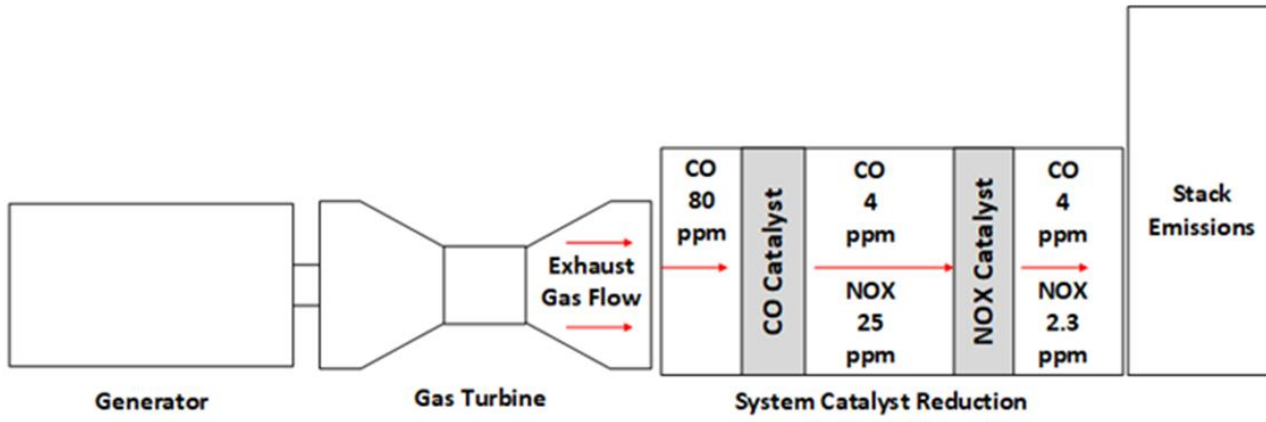 Generator
Gas Turbine
Exhaust
Gas Flow
CO
80
ppm
CO Catalyst
CO
4
ppm
NOX
25
ppm
NOX Catalyst
CO
4
ppm
NOX
2.3
ppm
System Catalyst Reduction
Stack
Emissions